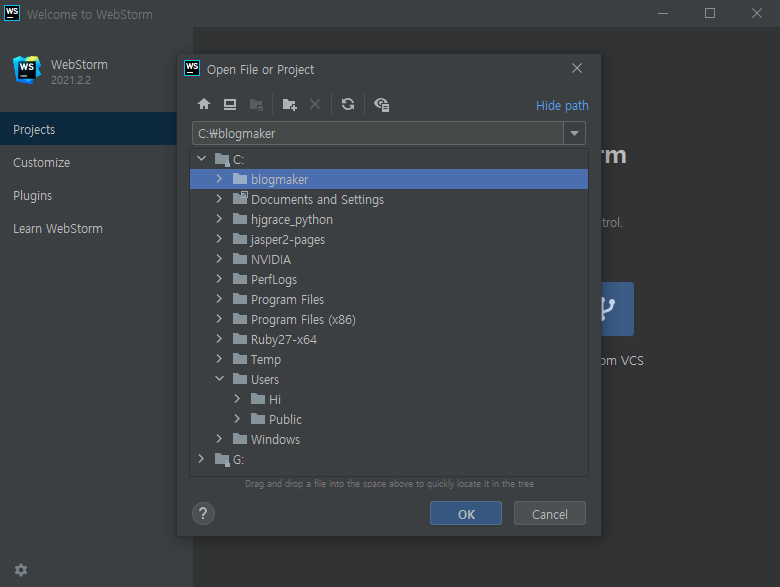 WS Welcome to WebStorm
WS
WebStorm
2021.2.2
Projects
Customize
Plugins
Learn WebStorm
WS Open File or Project
Hide path
C:₩blogmaker
C:
blogmaker
Documents and Settings
hjgrace_python
jasper2-pages
NVIDIA
PerfLogs
Program Files
Program Files (x86)
Ruby27-x64
Temp
Users
Hi
Public
Windows
G:
Drag and drop a file into the space above to quickly locate it in the tree
? OK Cancel
rm
trol.
om VCS